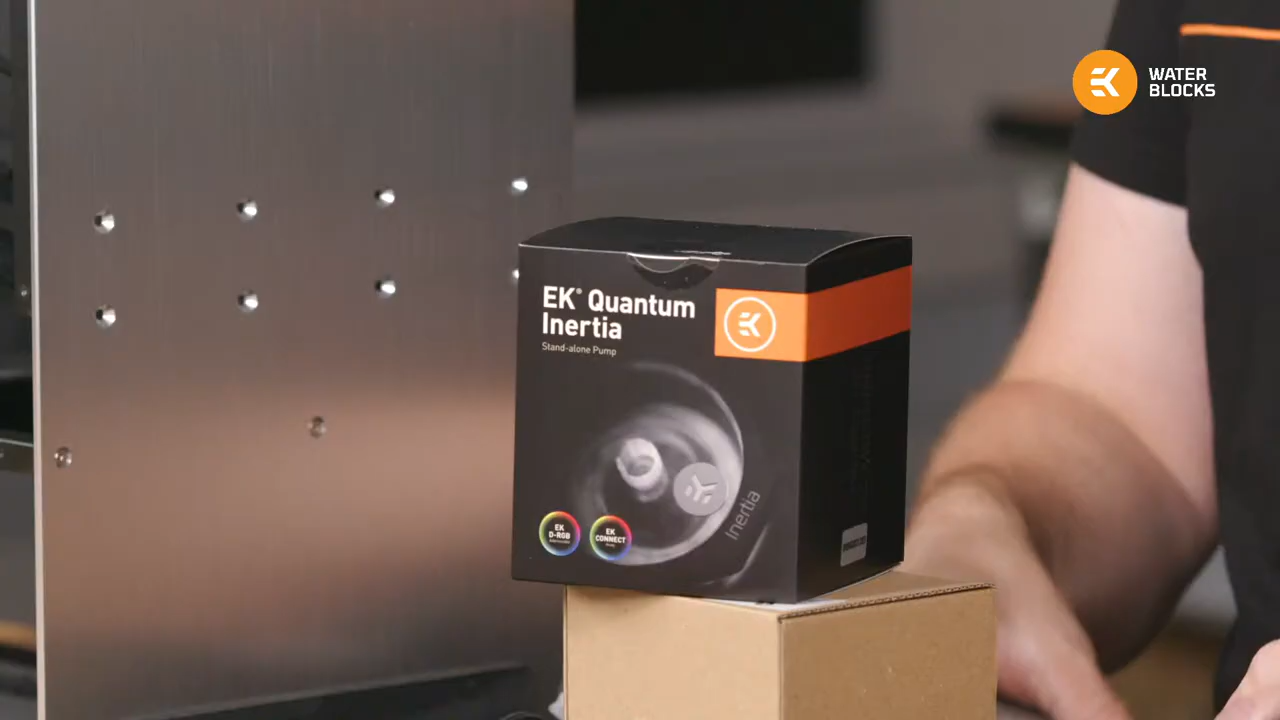 WATER
BLOCKS
EK® Quantum
Inertia
Stand-alone Pump
Inertia
EK
D-RGB
EK
CONNECT